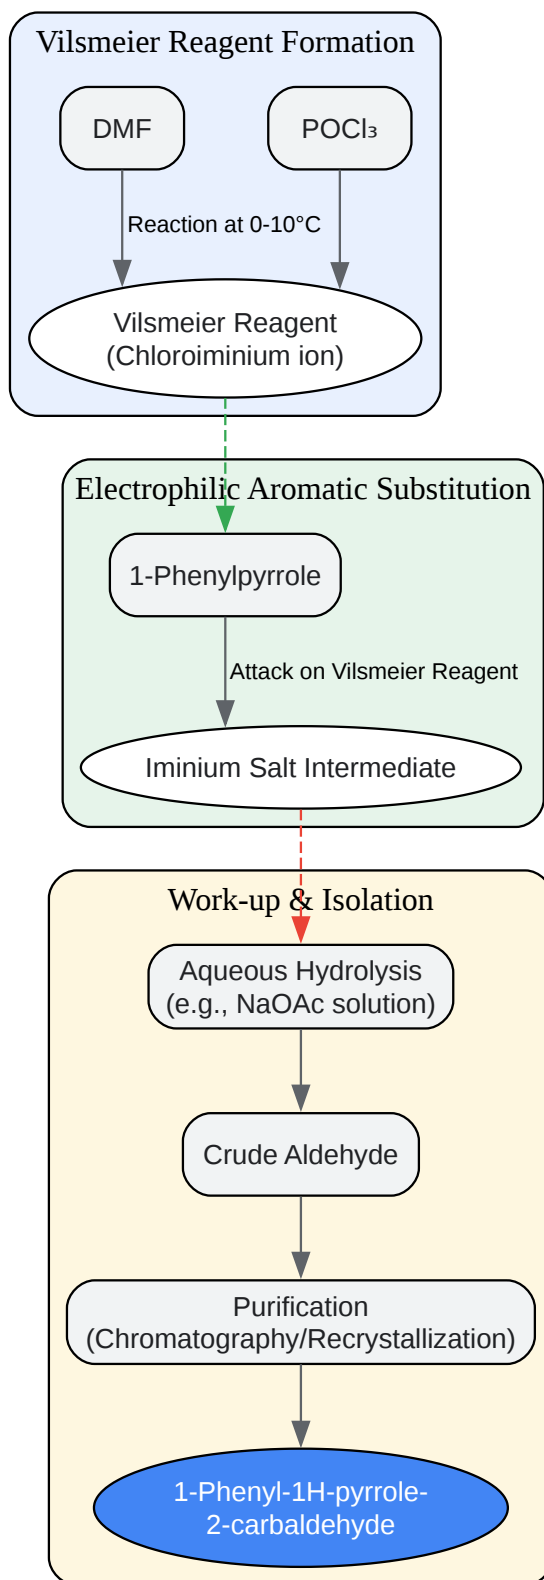 Vilsmeier Reagent Formation
DMF
POCl₃
Reaction at 0-10°C
Vilsmeier Reagent
(Chloroiminium ion)
Electrophilic Aromatic Substitution
1-Phenylpyrrole
Attack on Vilsmeier Reagent
Iminium Salt Intermediate
Work-up & Isolation
Aqueous Hydrolysis
(e.g., NaOAc solution)
Crude Aldehyde
Purification
(Chromatography/Recrystallization)
1-Phenyl-1H-pyrrole-
2-carbaldehyde